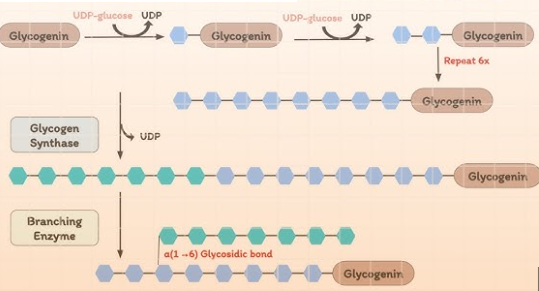 UDP-glucose UDP
UDP-glucose UDP
Glycogenin
Glycogenin
Glycogenin
Repeat 6x
Glycogenin
Glycogen
Synthase
UDP
Glycogenin
Branching
Enzyme
α(1→6) Glycosidic bond
Glycogenin